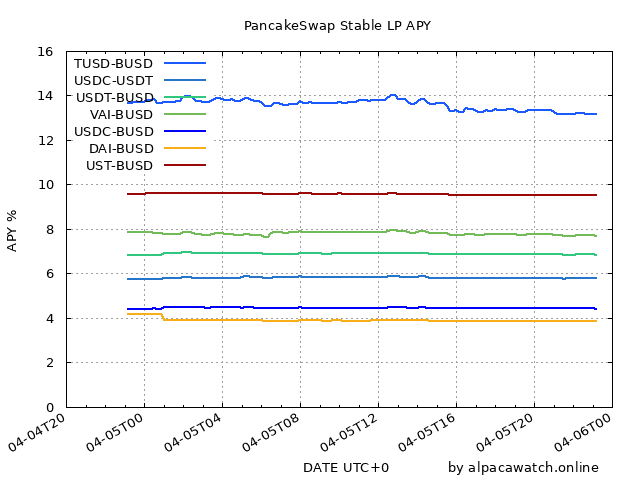 PancakeSwap Stable LP APY
16
14
12
10
8
6
4
2
0
APY %
TUSD-BUSD
USDC-USDT
USDT-BUSD
VAI-BUSD
USDC-BUSD
DAI-BUSD
UST-BUSD
04-04T20
04-05T00
04-05T04
04-05T08
04-05T12
04-05T16
04-05T20
04-06T00
DATE UTC+0
by alpacawatch.online